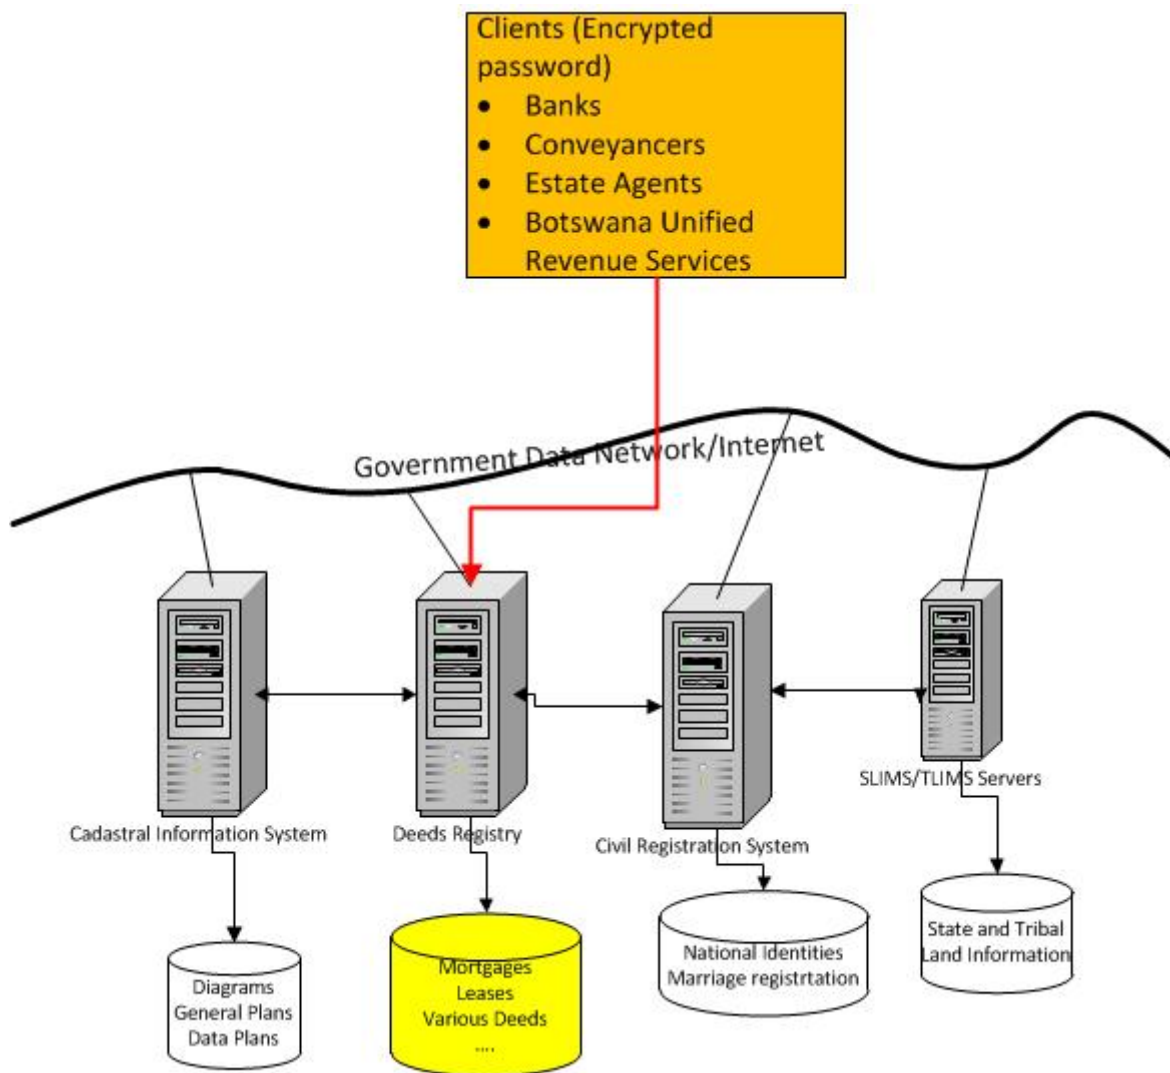 Clients (Encrypted
password)
• Banks
• Conveyancers
• Estate Agents
• Botswana Unified
Revenue Services
Government Data Network/Internet
SLIMS/TLIMS Servers
Cadastral Information System
Deeds Registry
Civil Registration System
State and Tribal
Land Information
National Identities
Marriage registrtation
Mortgages
Leases
Various Deeds
....
Diagrams
General Plans
Data Plans